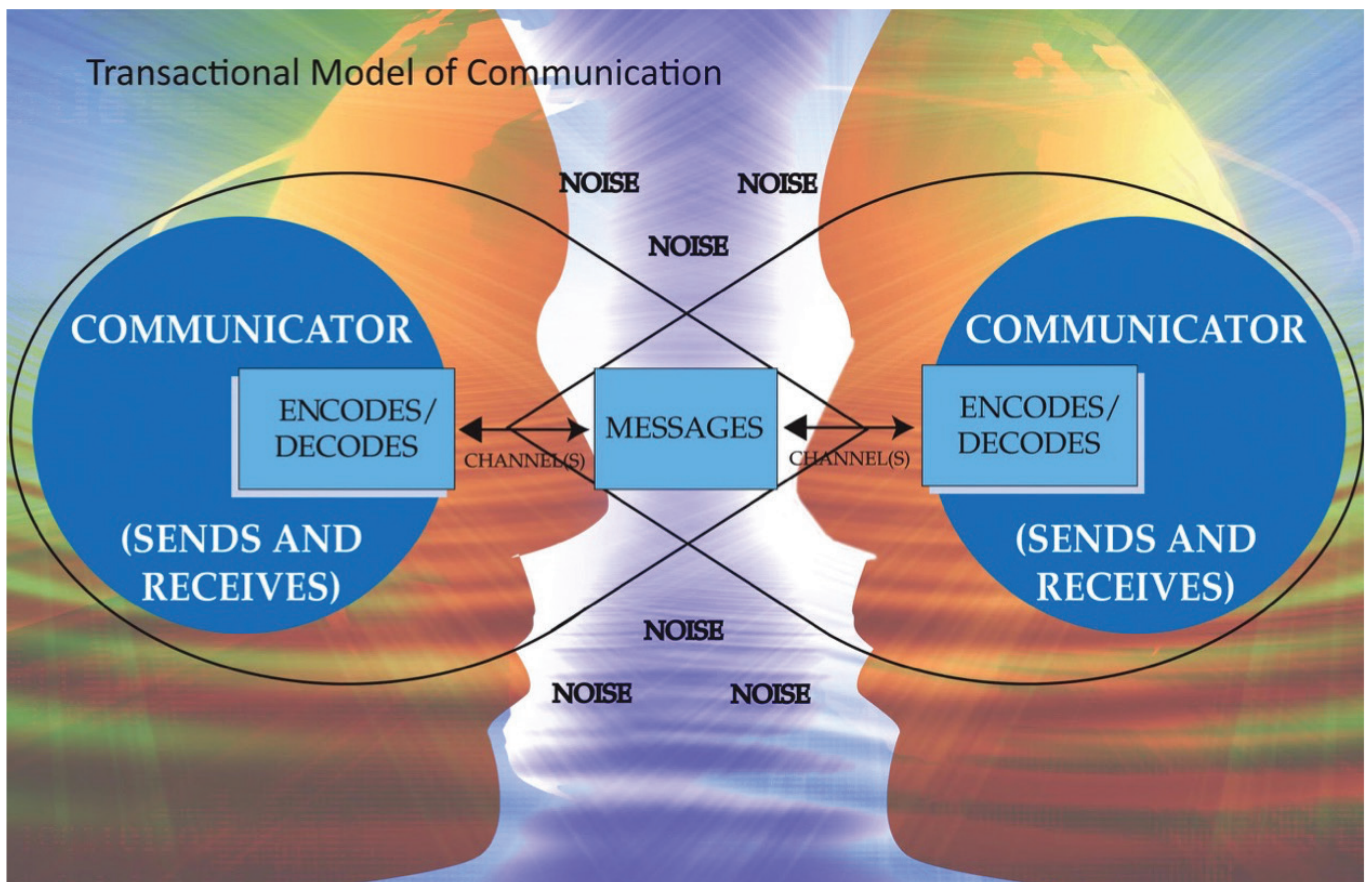 Transactional Model of Communication
NOISE NOISE
NOISE
COMMUNICATOR
ENCODES/
DECODES
(SENDS AND
RECEIVES)
CHANNEL(S)
MESSAGES
CHANNEL(S)
COMMUNICATOR
ENCODES/
DECODES
(SENDS AND
RECEIVES)
NOISE
NOISE NOISE